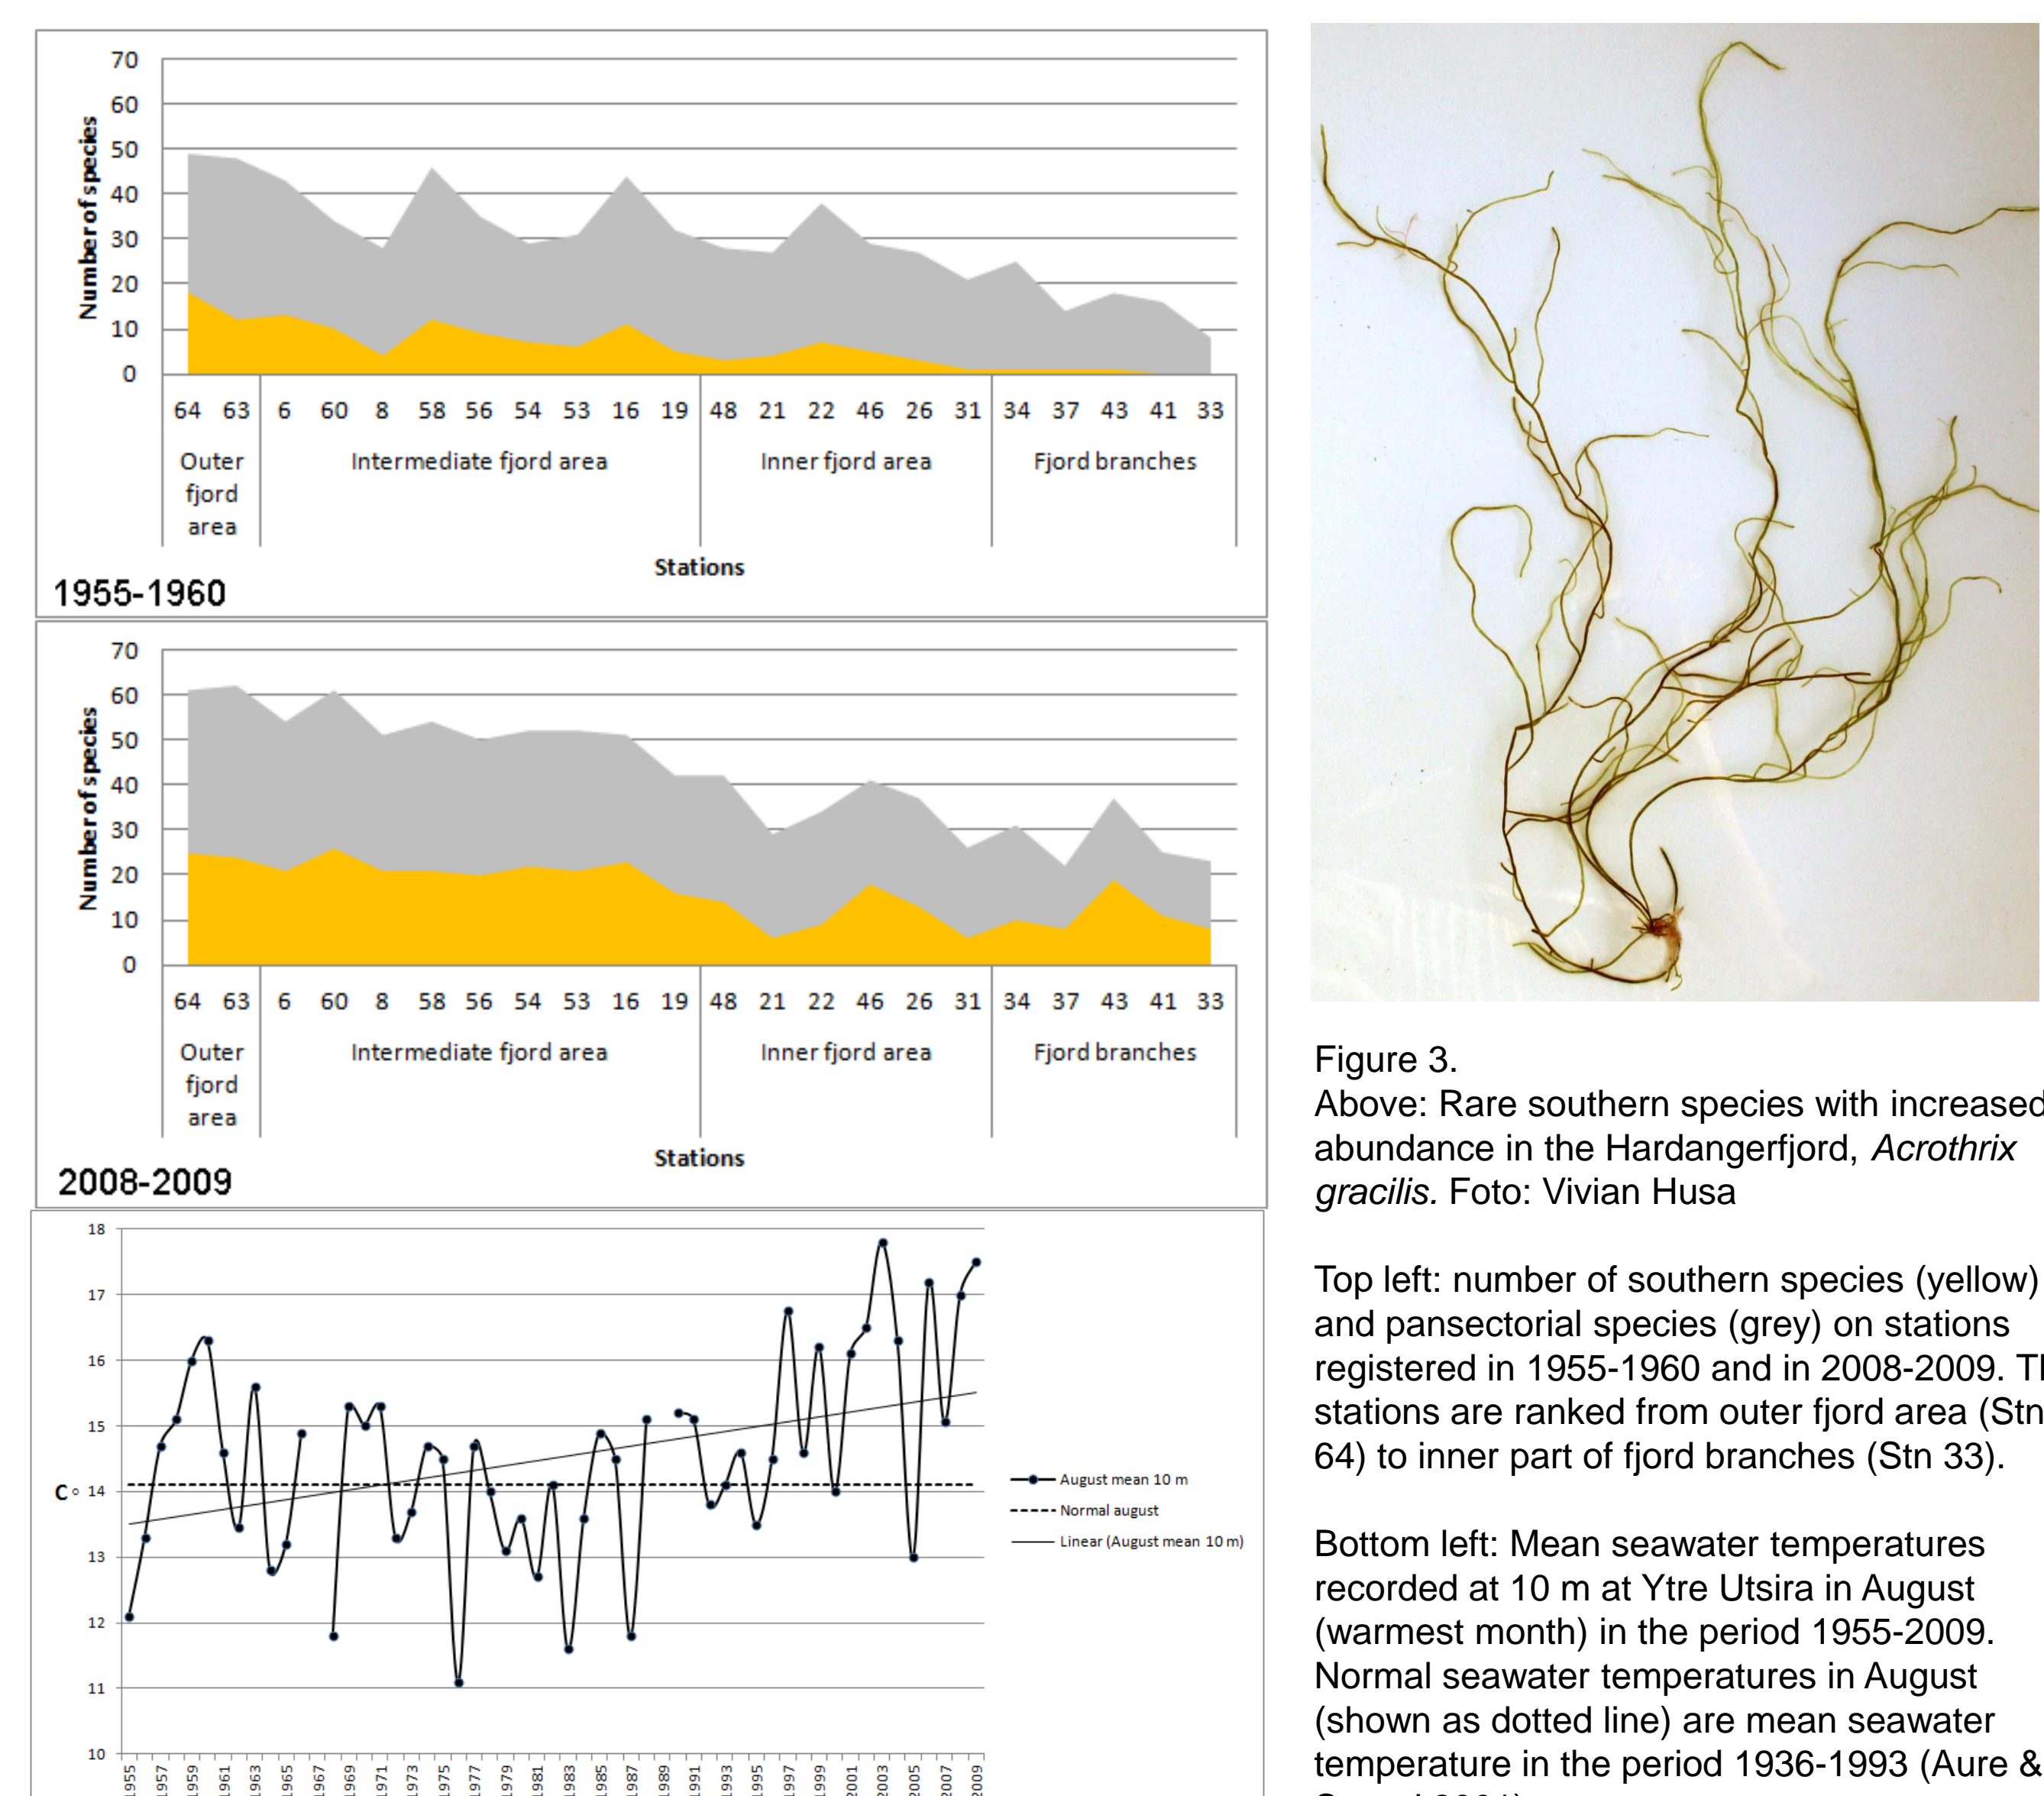 70
60
50
40
30
20
10
0
Number of species
64 63 6 60 8 58 56 54 53 16 19 48 21 22 46 26 31 34 37 43 41 33
Outer fjord area
Intermediate fjord area
Inner fjord area
Fjord branches
Stations
1955-1960
70
60
50
40
30
20
10
0
Number of species
64 63 6 60 8 58 56 54 53 16 19 48 21 22 46 26 31 34 37 43 41 33
Outer fjord area
Intermediate fjord area
Inner fjord area
Fjord branches
Stations
2008-2009
18
17
16
15
C° 14
13
12
11
10
1955 1957 1959 1961 1963 1965 1967 1969 1971 1973 1975 1977 1979 1981 1983 1985 1987 1989 1991 1993 1995 1997 1999 2001 2003 2005 2007 2009
August mean 10 m
Normal august
Linear (August mean 10 m)
Figure 3.
Above: Rare southern species with increased
abundance in the Hardangerfjord, Acrothrix
gracilis. Foto: Vivian Husa
Top left: number of southern species (yellow)
and pansectorial species (grey) on stations
registered in 1955-1960 and in 2008-2009.
stations are ranked from outer fjord area (Stn
64) to inner part of fjord branches (Stn 33).
Bottom left: Mean seawater temperatures
recorded at 10 m at Ytre Utsira in August
(warmest month) in the period 1955-2009.
Normal seawater temperatures in August
(shown as dotted line) are mean seawater
temperature in the period 1936-1993 (Aure &